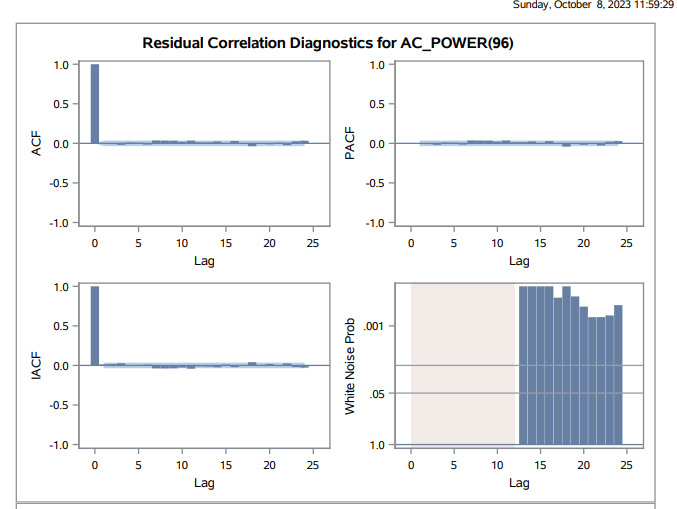 Sunday, October 8, 2023 11:59:29
Residual Correlation Diagnostics for AC_POWER(96)
1.0
0.5
0.0
-0.5
-1.0
ACF
0 5 10 15 20 25
Lag
1.0
0.5
0.0
-0.5
-1.0
PACF
0 5 10 15 20 25
Lag
1.0
0.5
0.0
-0.5
-1.0
IACF
0 5 10 15 20 25
Lag
.001
.05
1.0
White Noise Prob
0 5 10 15 20 25
Lag